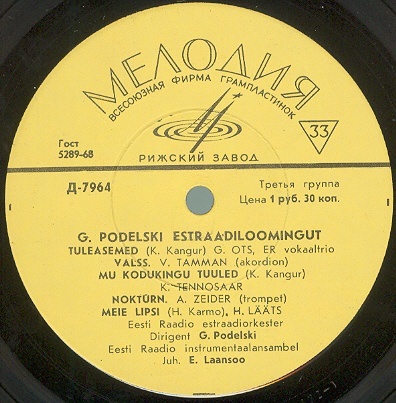 МЕЛОДИЯ
ВСЕСОЮЗНАЯ ФИРМА ГРАМПЛАСТИНОК
33
Гост
5289-68
РИЖСКИЙ ЗАВОД
Д-7964
Третья группа
Цена 1 руб. 30 коп.
G. PODELSKI ESTRAADILOOMINGUT
TULEASEMED (K. Kangur) G. OTS, ER vokaaltrio
VALSS. V. TAMMAN (akordion)
MU KODUKINGU TUULED (K. Kangur)
K. TENNOSAAR
NOKTÜRN. A. ZEIDER (trompet)
MEIE LIPSI (H. Karmo), H. LÄÄTS
Eesti Raadio estraadiorkester
Dirigent G. Podelski
Eesti Raadio instrumentaalansambel
Juh. E. Laansoo